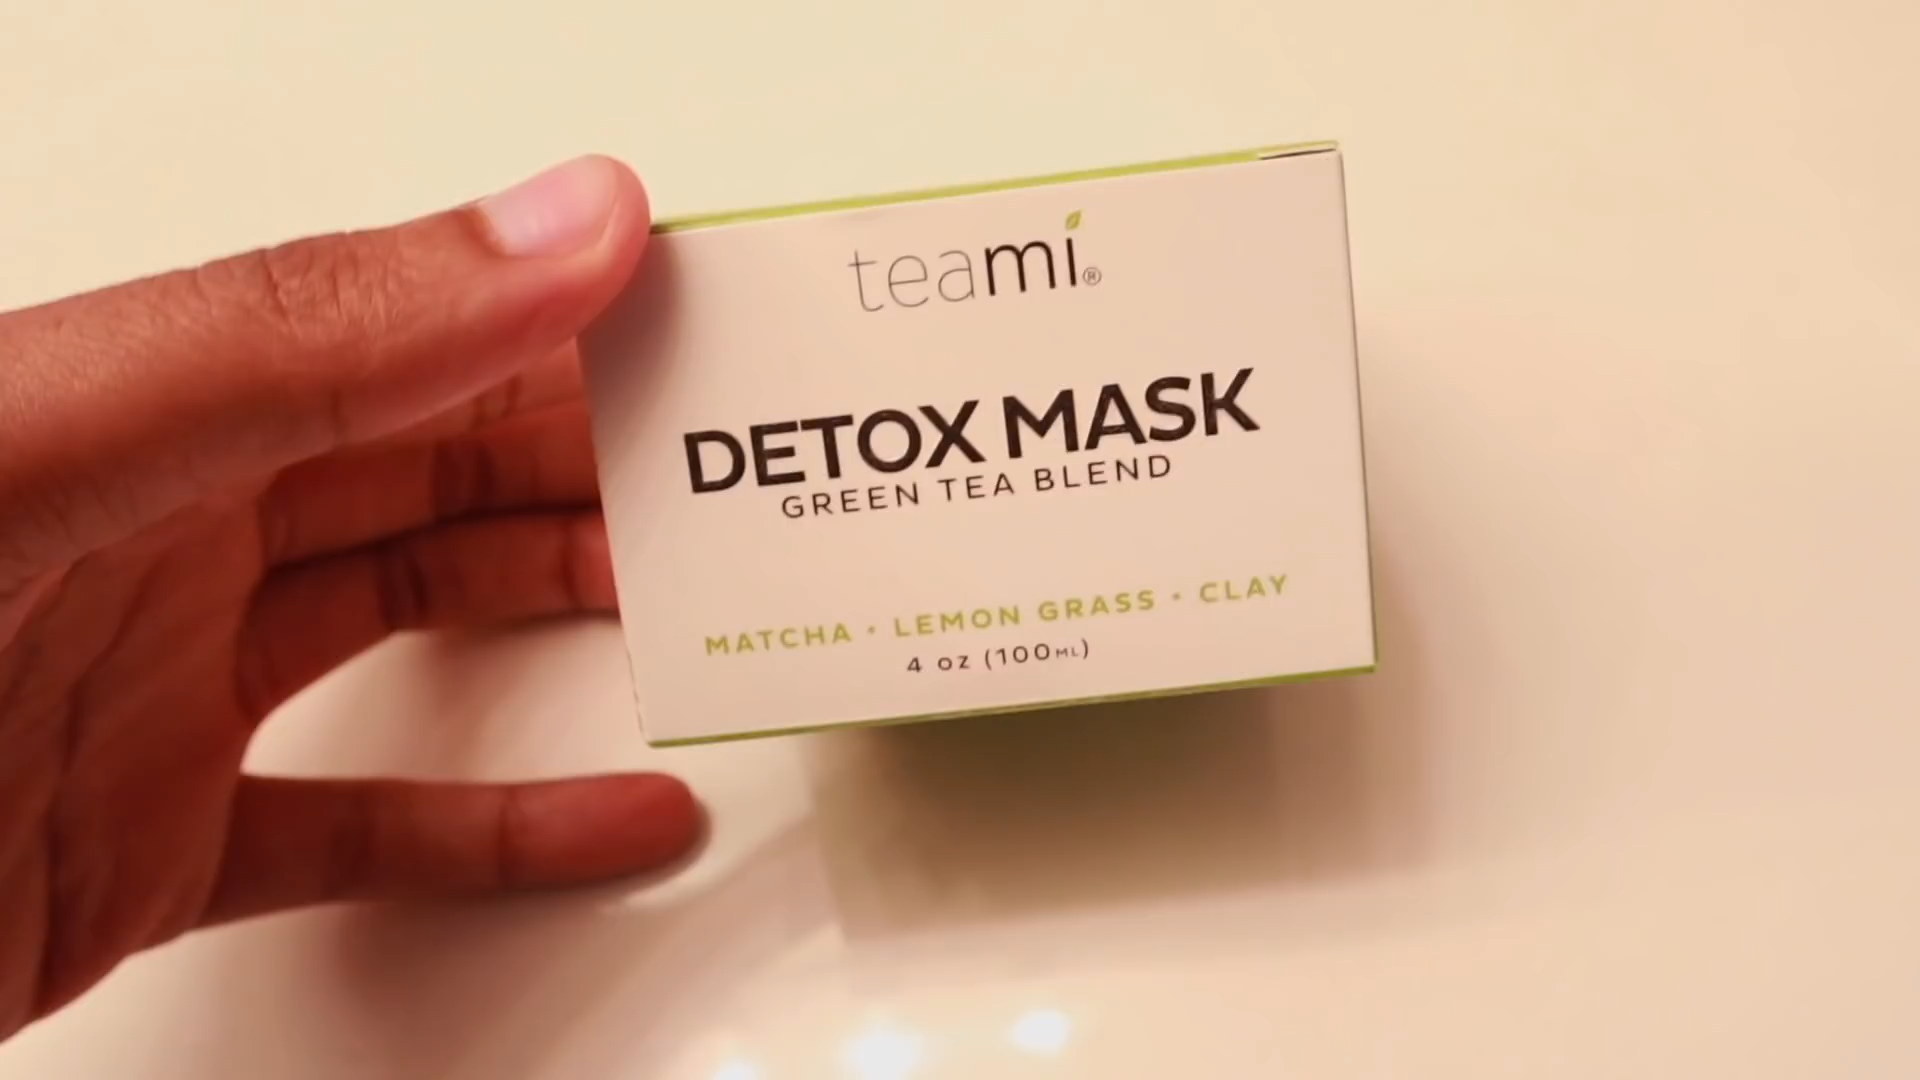 teami®
DETOX MASK
GREEN TEA BLEND
MATCHA • LEMON GRASS • CLAY
4 oz (100ML)